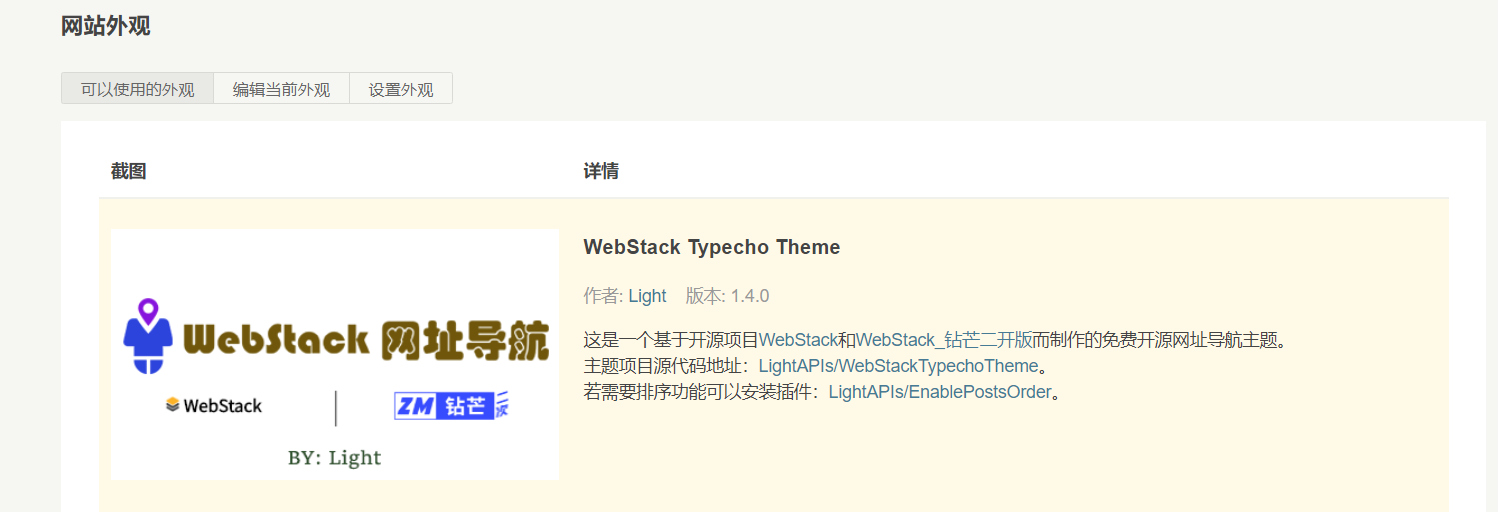 网站外观
可以使用的外观 编辑当前外观 设置外观
截图 详情
WebStack 网址导航
WebStack ZM 钻芒 二次
BY: Light
WebStack Typecho Theme
作者: Light 版本: 1.4.0
这是一个基于开源项目WebStack和WebStack_钻芒二开版而制作的免费开源网址导航主题。
主题项目源代码地址：LightAPIs/WebStackTypechoTheme。
若需要排序功能可以安装插件：LightAPIs/EnablePostsOrder。